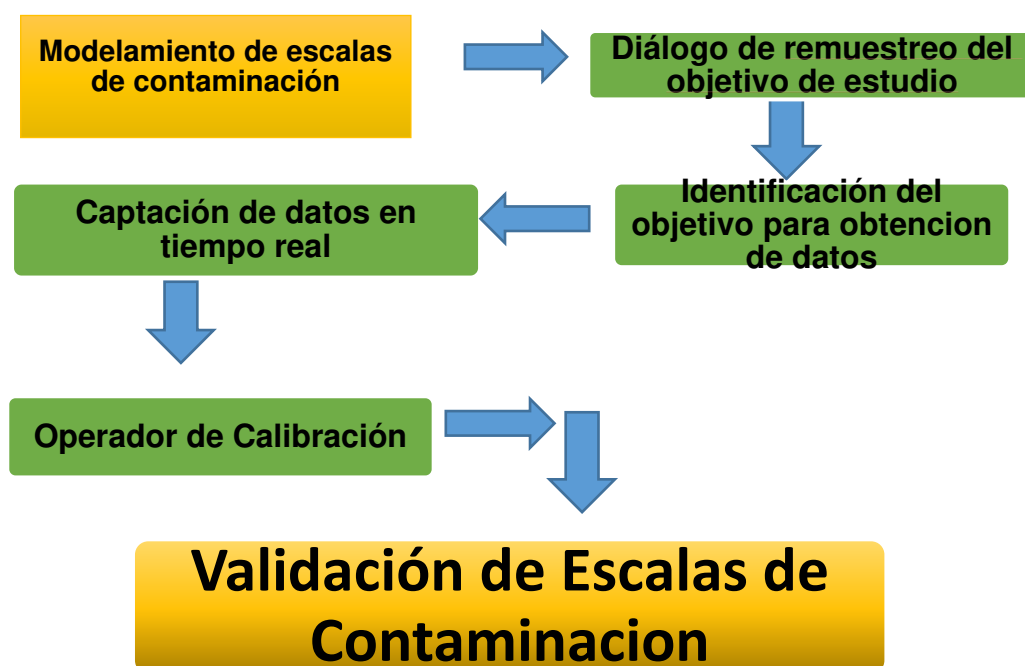 Modelamiento de escalas
de contaminación
Diálogo de remuestreo del
objetivo de estudio
Identificación del
objetivo para obtencion
de datos
Captación de datos en
tiempo real
Operador de Calibración
Validación de Escalas de
Contaminacion